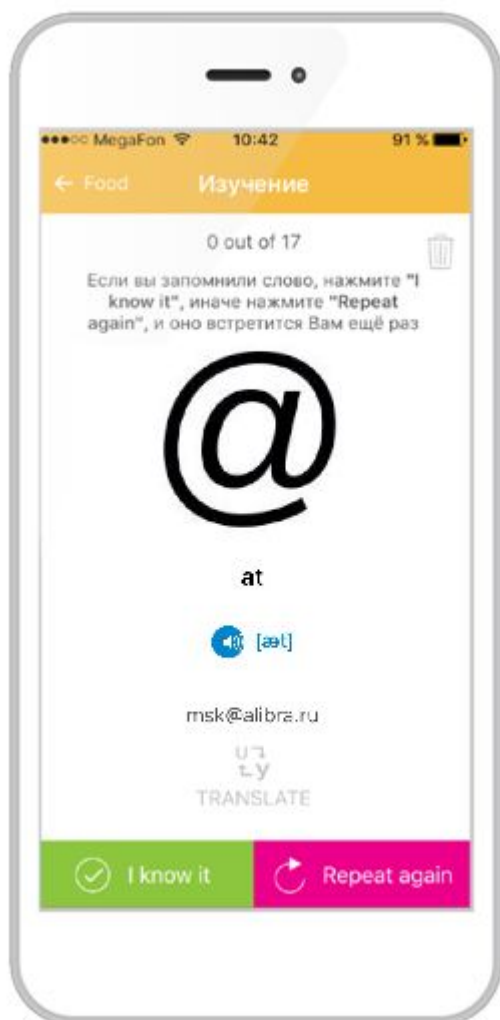 ●●●○○ MegaFon 10:42 91 %
← Food Изучение
0 out of 17
Если вы запомнили слово, нажмите "I
know it", иначе нажмите "Repeat
again", и оно встретится Вам ещё раз
@
at
[æt]
msk@alibra.ru
TRANSLATE
I know it Repeat again